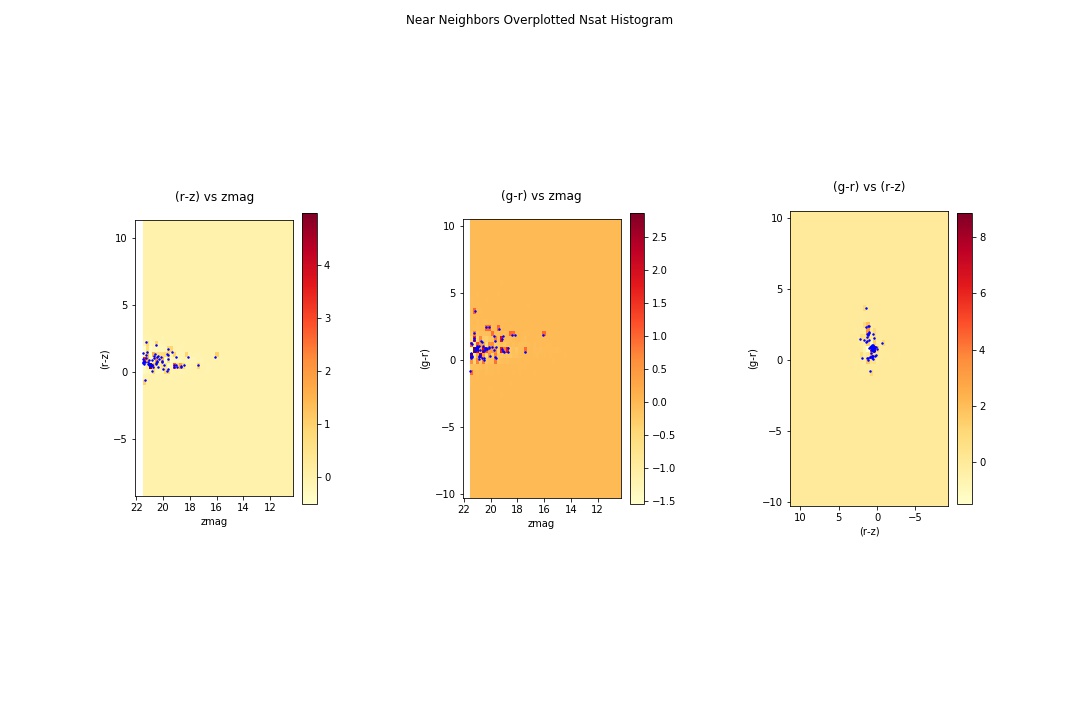 Near Neighbors Overplotted Nsat Histogram
(r-z) vs zmag
10
5
0
−5
(r-z)
22 20 18 16 14 12
zmag
4
3
2
1
0
(g-r) vs zmag
10
5
0
−5
−10
(g-r)
22 20 18 16 14 12
zmag
2.5
2.0
1.5
1.0
0.5
0.0
−0.5
−1.0
−1.5
(g-r) vs (r-z)
10
5
0
−5
−10
(g-r)
10 5 0 −5
(r-z)
8
6
4
2
0